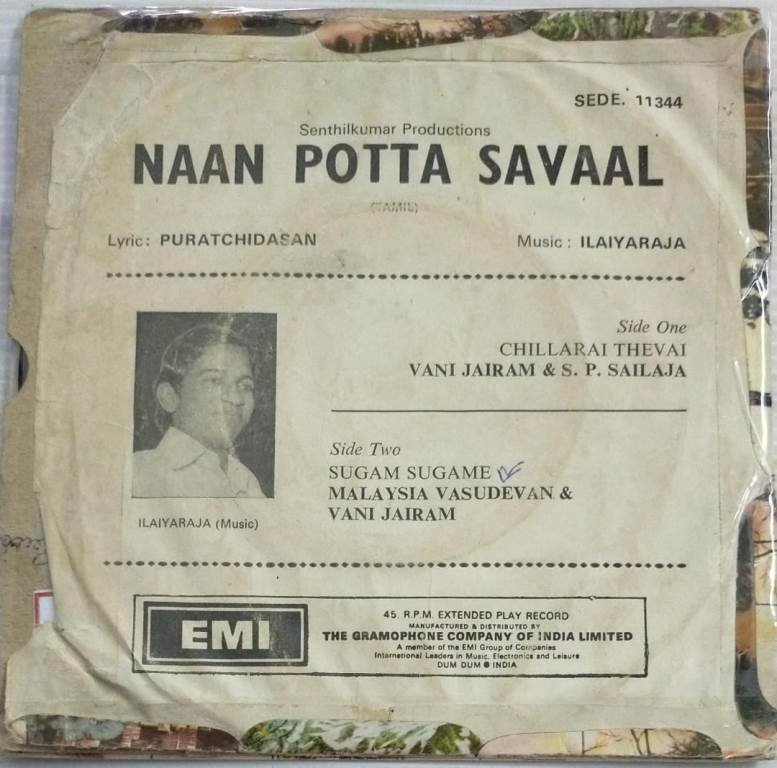 SEDE. 11344
Senthilkumar Productions
NAAN POTTA SAVAAL
(TAMIL)
Lyric: PURATCHIDASAN
Music: ILAIYARAJA
Side One
CHILLARAI THEVAI
VANI JAIRAM & S. P. SAILAJA
Side Two
SUGAM SUGAME
MALAYSIA VASUDEVAN &
VANI JAIRAM
ILAIYARAJA (Music)
EMI
45. R.P.M. EXTENDED PLAY RECORD
MANUFACTURED & DISTRIBUTED BY
THE GRAMOPHONE COMPANY OF INDIA LIMITED
A member of the EMI Group of Companies
International Leaders in Music, Electronics and Leisure
DUM DUM ● INDIA